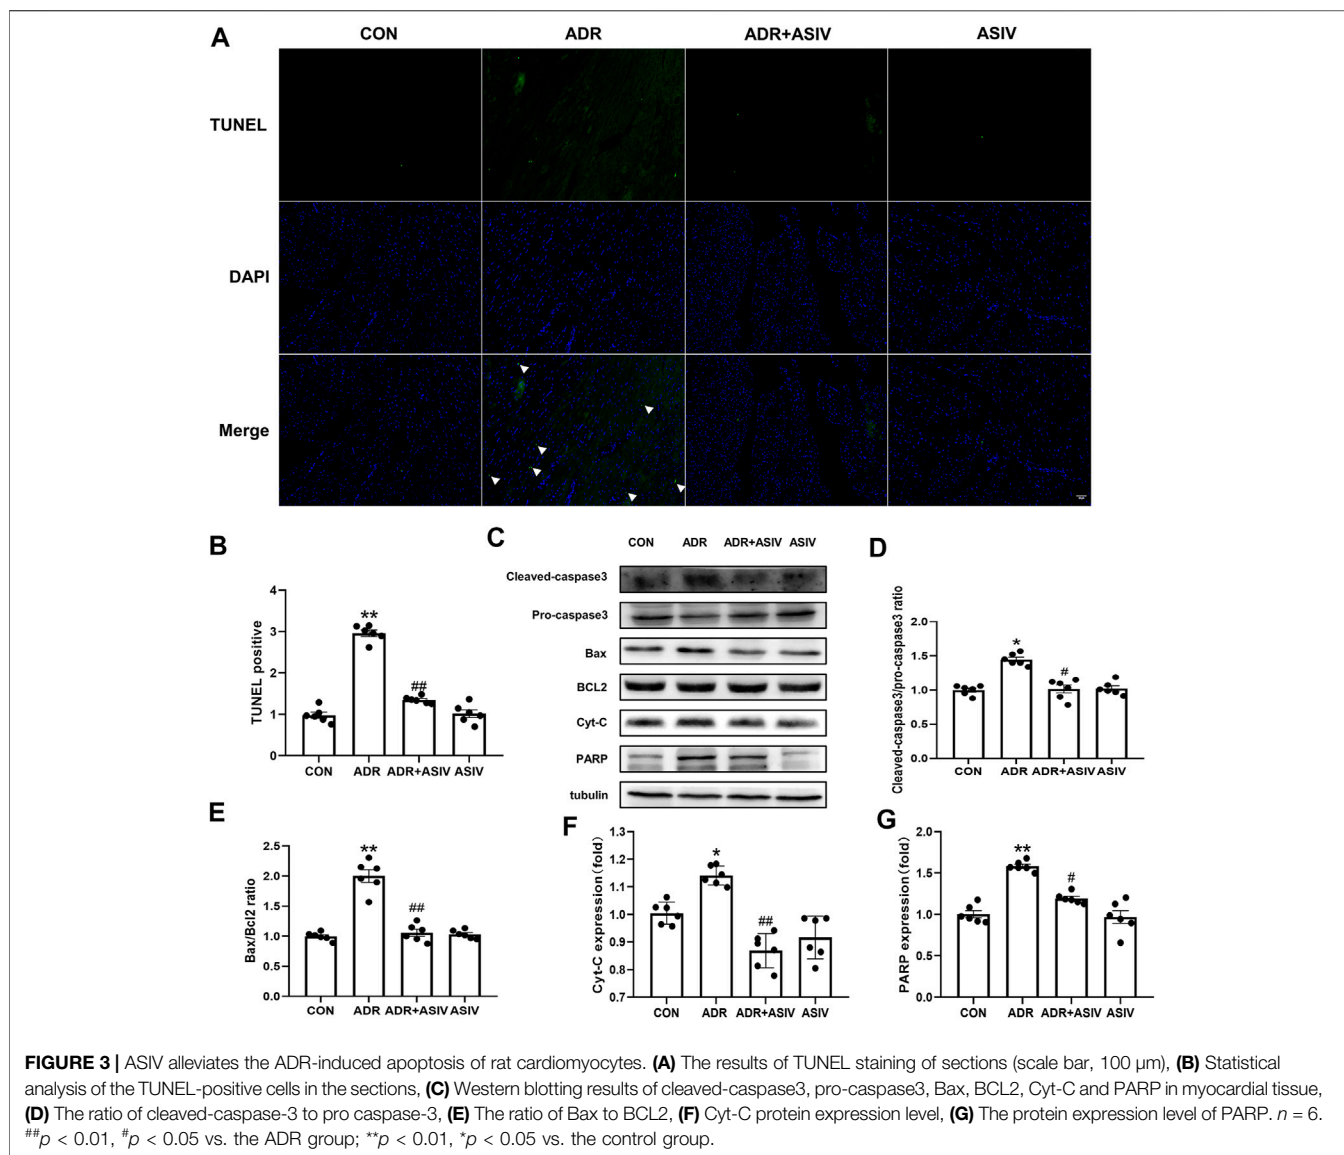 A
CON ADR ADR+ASIV ASIV
TUNEL
DAPI
Merge
B
TUNEL positive
4
3
2
1
0
**
##
CON ADR ADR+ASIV ASIV
C
CON ADR ADR+ASIV ASIV
Cleaved-caspase3
Pro-caspase3
Bax
BCL2
Cyt-C
PARP
tubulin
D
Cleaved-caspase3/pro-caspase3 ratio
2.0
1.5
1.0
0.5
0.0
*
#
CON ADR ADR+ASIV ASIV
E
Bax/Bcl2 ratio
2.5
2.0
1.5
1.0
0.5
0.0
**
##
CON ADR ADR+ASIV ASIV
F
Cyt-C expression(fold)
1.3
1.2
1.1
1.0
0.9
0.8
0.7
*
##
CON ADR ADR+ASIV ASIV
G
PARP expression(fold)
2.0
1.5
1.0
0.5
0.0
**
#
CON ADR ADR+ASIV ASIV
FIGURE 3 | ASIV alleviates the ADR-induced apoptosis of rat cardiomyocytes. (A) The results of TUNEL staining of sections (scale bar, 100 μm), (B) Statistical
analysis of the TUNEL-positive cells in the sections, (C) Western blotting results of cleaved-caspase3, pro-caspase3, Bax, BCL2, Cyt-C and PARP in myocardial tissue,
(D) The ratio of cleaved-caspase-3 to pro caspase-3, (E) The ratio of Bax to BCL2, (F) Cyt-C protein expression level, (G) The protein expression level of PARP. n = 6.
##p < 0.01, #p < 0.05 vs. the ADR group; **p < 0.01, *p < 0.05 vs. the control group.